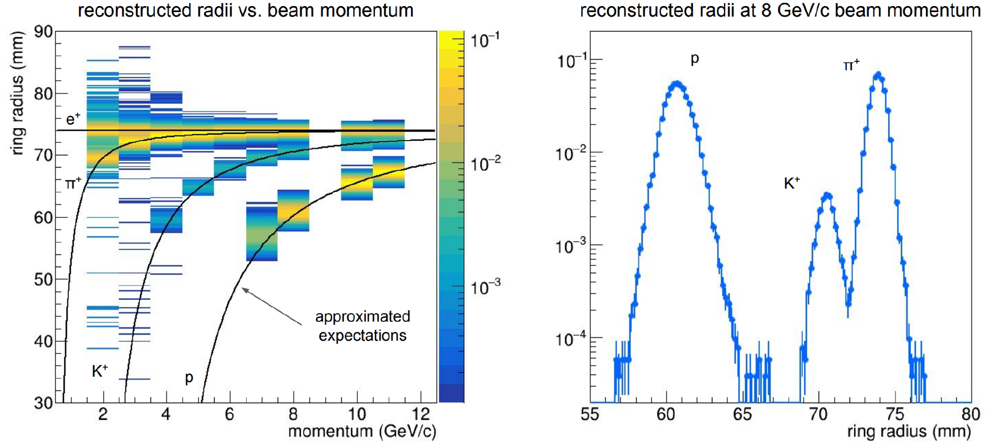 reconstructed radii vs. beam momentum
ring radius (mm)
90
80
70
60
50
40
30
e⁺
π⁺
K⁺
p
approximated
expectations
2
4
6
8
10
12
momentum (GeV/c)
10⁻¹
10⁻²
10⁻³
reconstructed radii at 8 GeV/c beam momentum
10⁻¹
10⁻²
10⁻³
10⁻⁴
p
π⁺
K⁺
55
60
65
70
75
80
ring radius (mm)